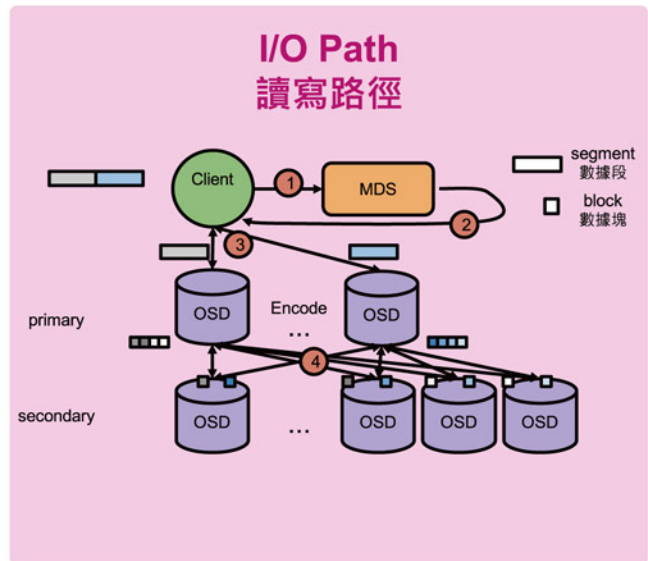 I/O Path
讀寫路徑
segment
數據段
Client
1
MDS
block
數據塊
2
3
primary
OSD
Encode
...
OSD
4
secondary
OSD
...
OSD
OSD
OSD